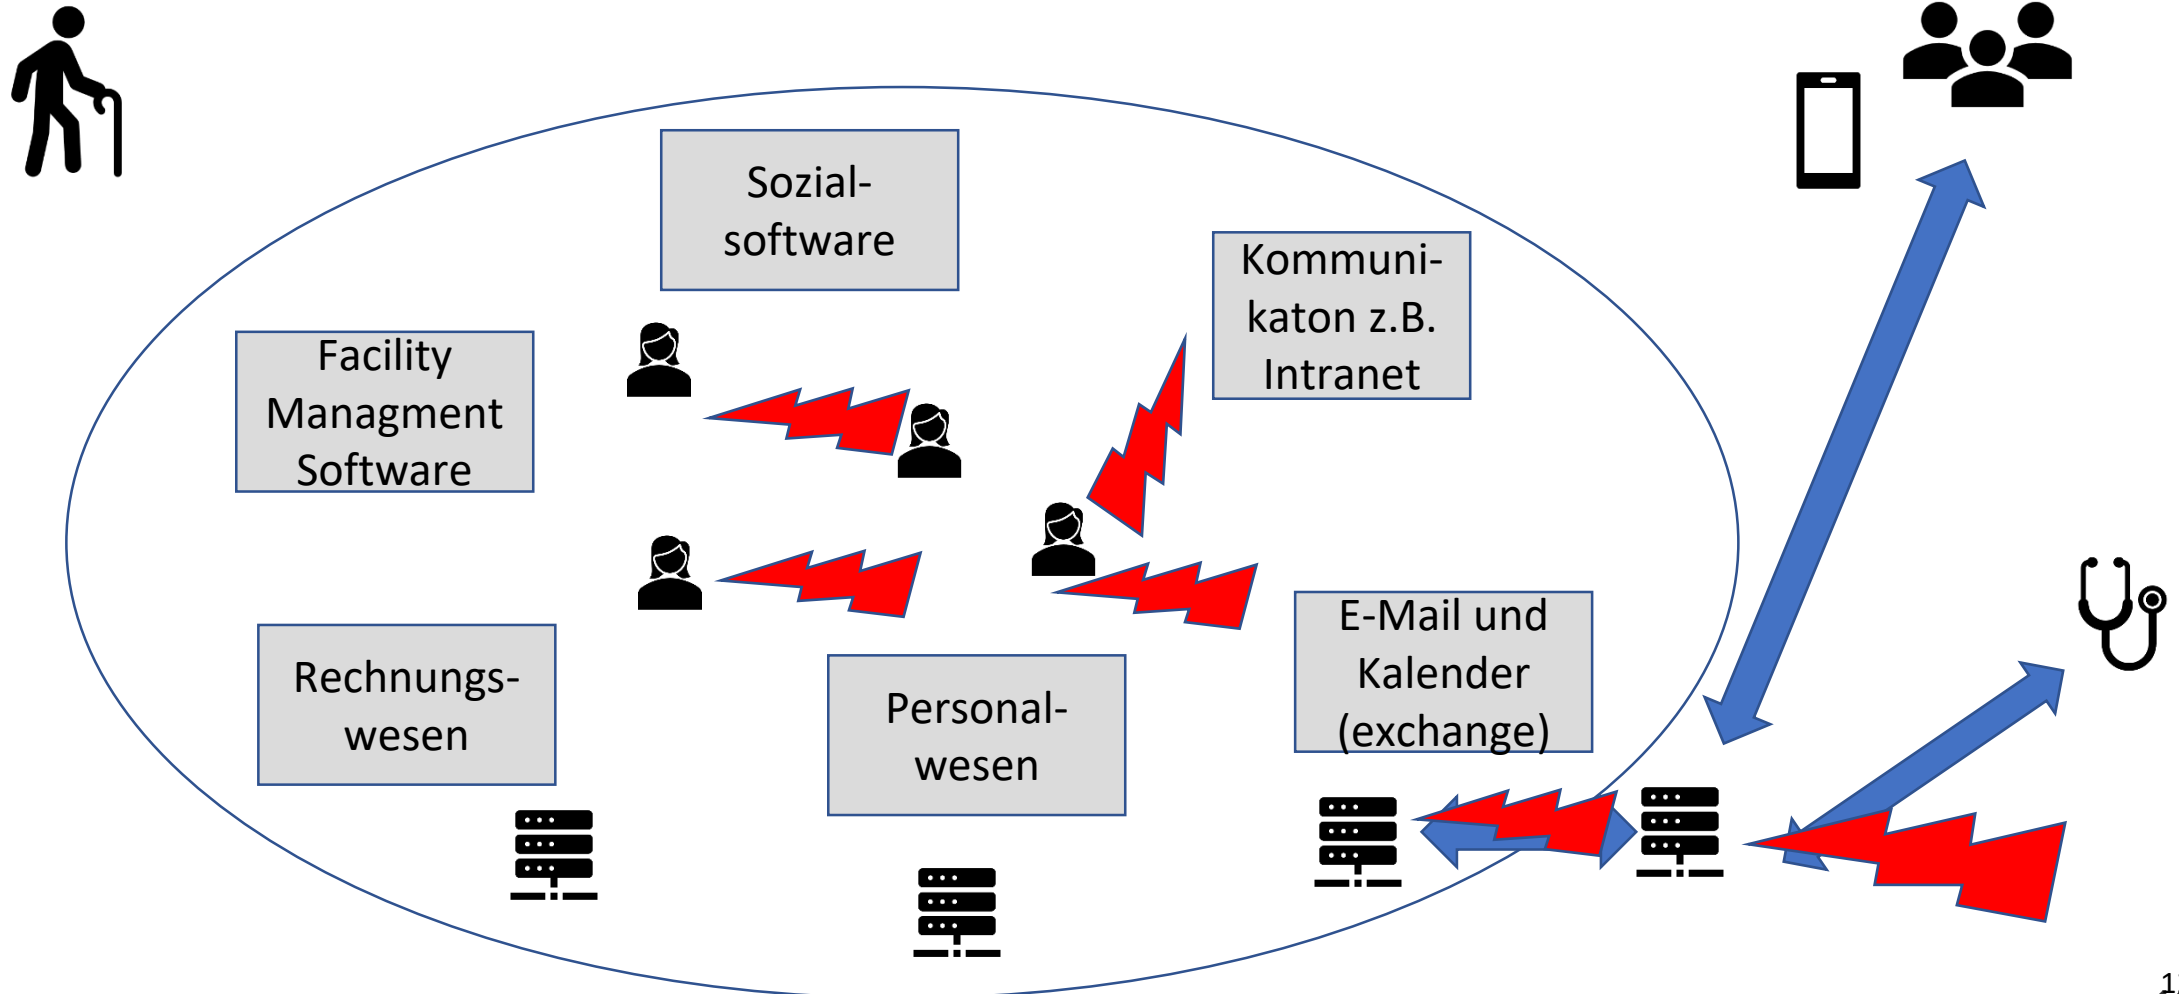 Sozial-
software
Kommuni-
katon z.B.
Intranet
Facility
Managment
Software
Rechnungs-
wesen
Personal-
wesen
E-Mail und
Kalender
(exchange)